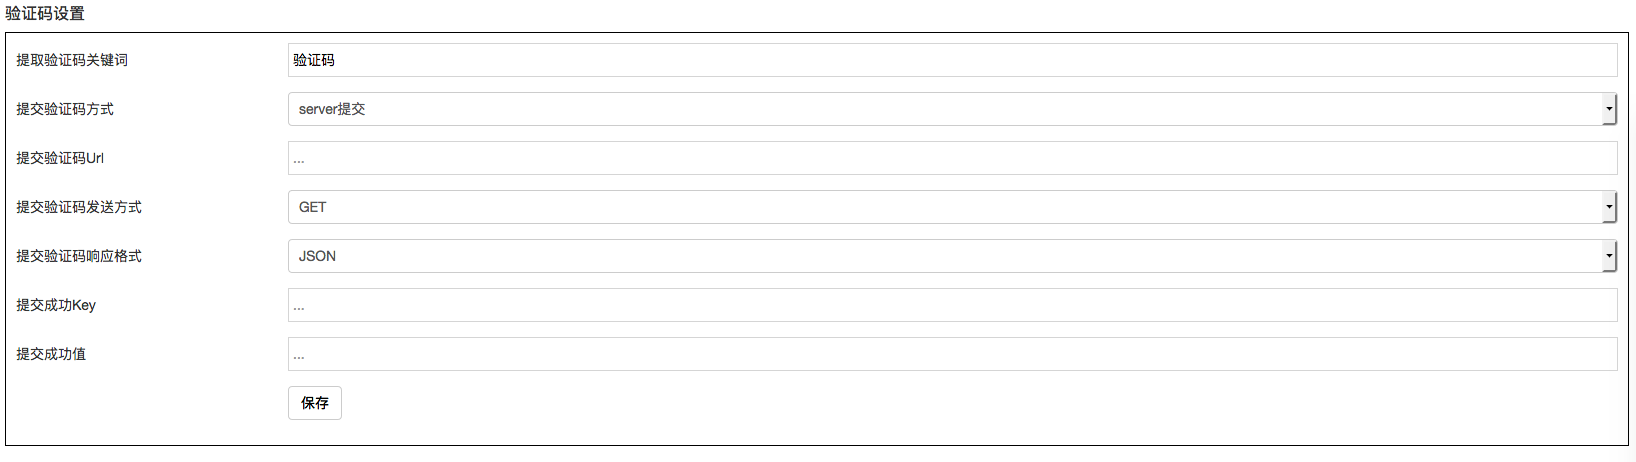 验证码设置
提取验证码关键词 验证码
提交验证码方式 server提交
提交验证码Url ...
提交验证码发送方式 GET
提交验证码响应格式 JSON
提交成功Key ...
提交成功值 ...
保存